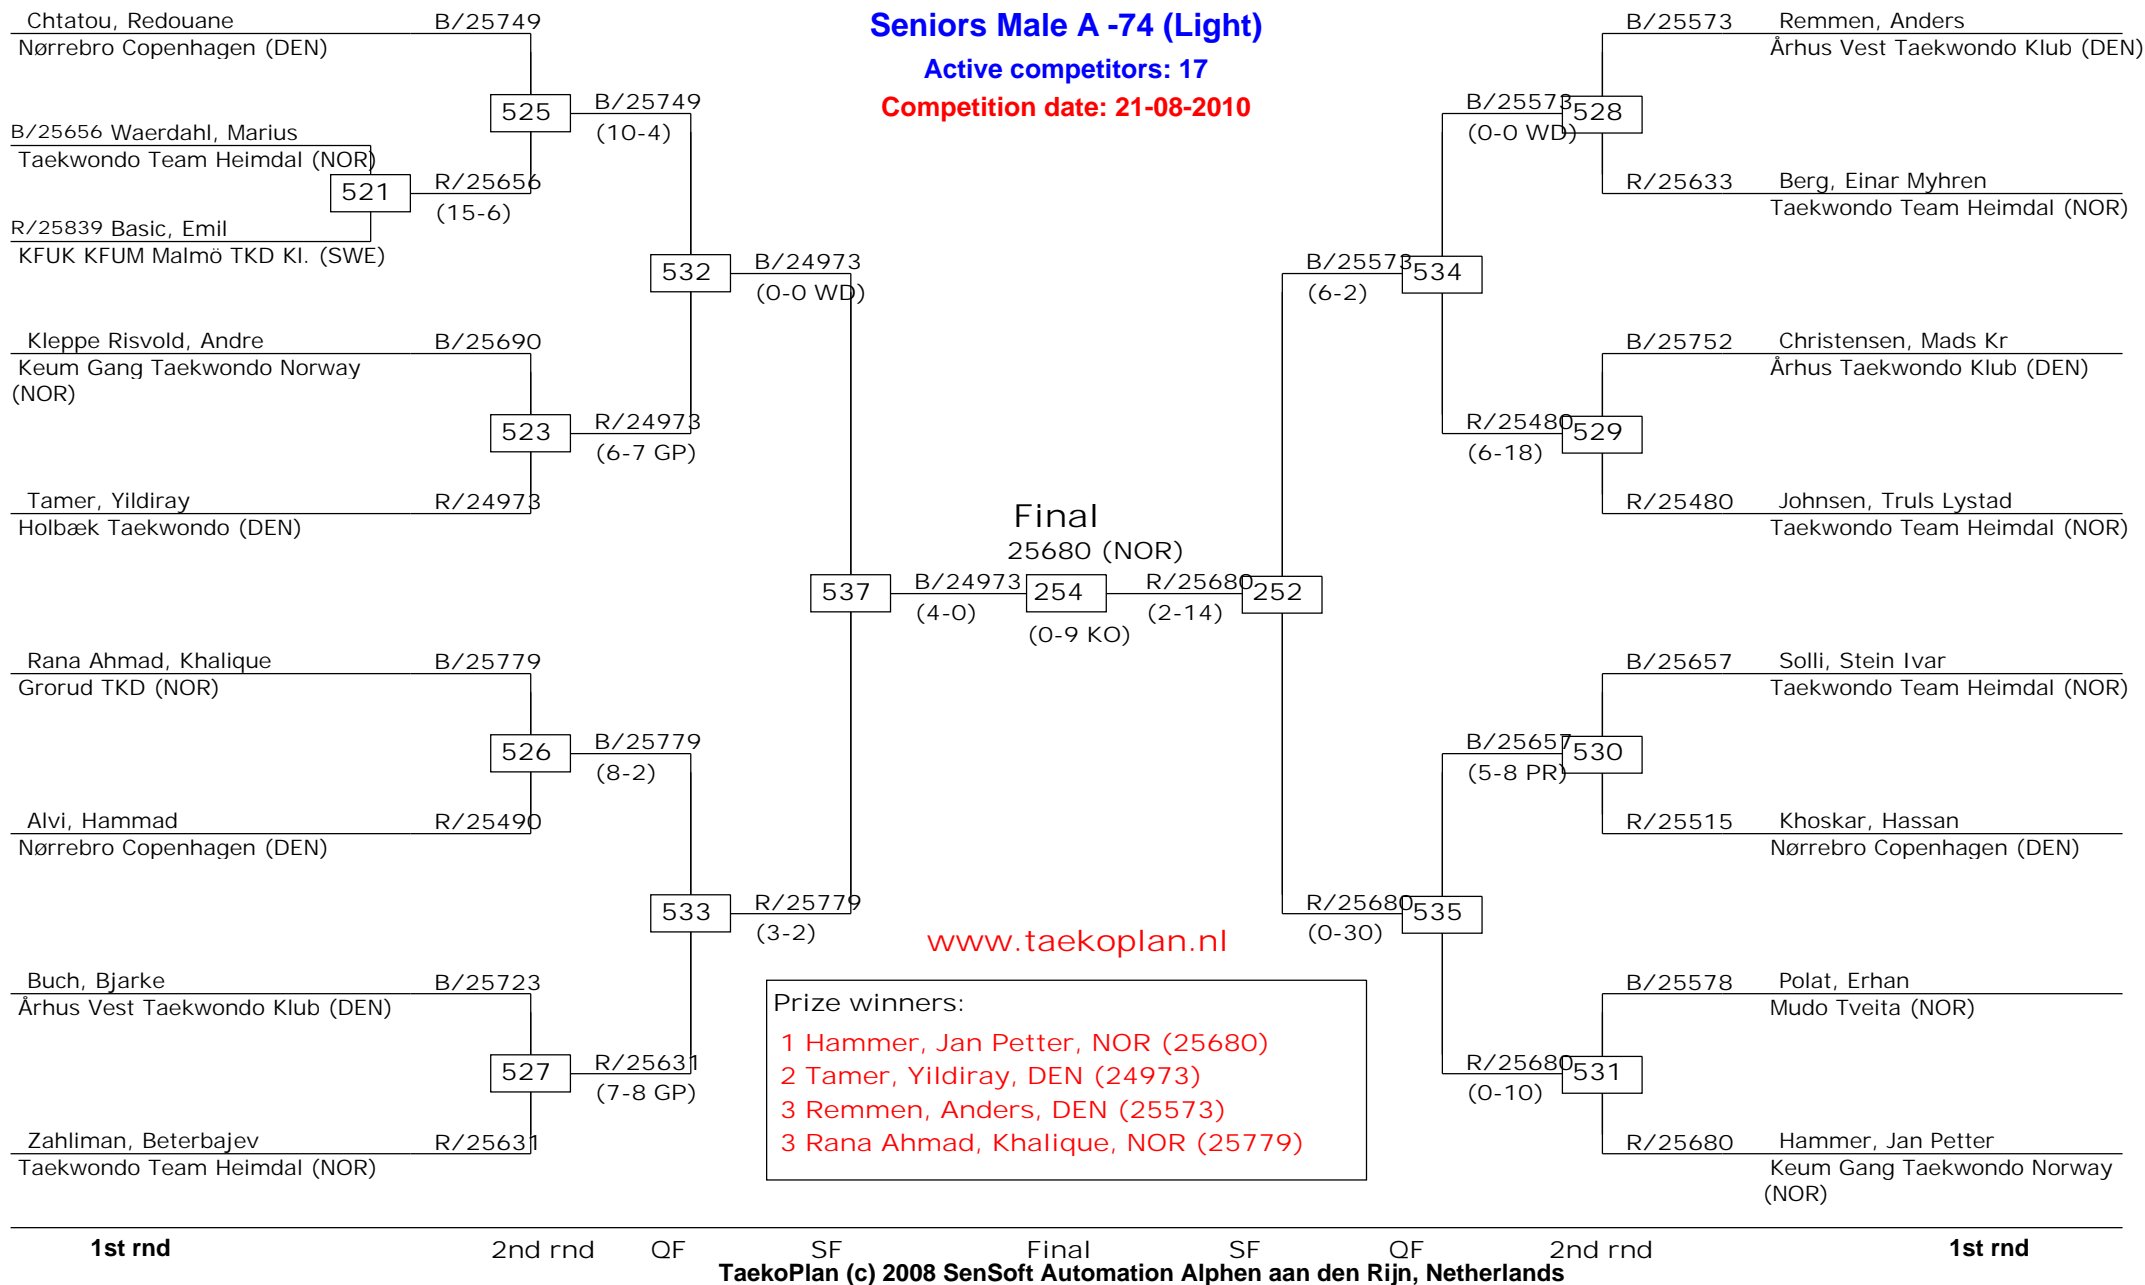 Seniors Male A -74 (Light)
Active competitors: 17
Competition date: 21-08-2010
Chtatou, Redouane B/25749
Nørrebro Copenhagen (DEN)
525
B/25749
(10-4)
B/25656 Waerdahl, Marius
Taekwondo Team Heimdal (NOR)
521
R/25656
(15-6)
R/25839 Basic, Emil
KFUK KFUM Malmö TKD Kl. (SWE)
532
B/24973
(0-0 WD)
Kleppe Risvold, Andre B/25690
Keum Gang Taekwondo Norway
(NOR)
523
R/24973
(6-7 GP)
Tamer, Yildiray R/24973
Holbæk Taekwondo (DEN)
537
B/24973
(4-0)
Rana Ahmad, Khalique B/25779
Grorud TKD (NOR)
526
B/25779
(8-2)
Alvi, Hammad R/25490
Nørrebro Copenhagen (DEN)
533
R/25779
(3-2)
Buch, Bjarke B/25723
Århus Vest Taekwondo Klub (DEN)
527
R/25631
(7-8 GP)
Zahliman, Beterbajev R/25631
Taekwondo Team Heimdal (NOR)
Final
25680 (NOR)
254
(0-9 KO)
B/25573 Remmen, Anders
Århus Vest Taekwondo Klub (DEN)
B/25573
528
(0-0 WD)
R/25633 Berg, Einar Myhren
Taekwondo Team Heimdal (NOR)
B/25573
534
(6-2)
B/25752 Christensen, Mads Kr
Århus Taekwondo Klub (DEN)
R/25480
529
(6-18)
R/25480 Johnsen, Truls Lystad
Taekwondo Team Heimdal (NOR)
R/25680
252
(2-14)
B/25657 Solli, Stein Ivar
Taekwondo Team Heimdal (NOR)
B/25657
530
(5-8 PR)
R/25515 Khoskar, Hassan
Nørrebro Copenhagen (DEN)
R/25680
535
(0-30)
B/25578 Polat, Erhan
Mudo Tveita (NOR)
R/25680
531
(0-10)
R/25680 Hammer, Jan Petter
Keum Gang Taekwondo Norway
(NOR)
www.taekoplan.nl
Prize winners:
1 Hammer, Jan Petter, NOR (25680)
2 Tamer, Yildiray, DEN (24973)
3 Remmen, Anders, DEN (25573)
3 Rana Ahmad, Khalique, NOR (25779)
1st rnd 2nd rnd QF SF Final SF QF 2nd rnd 1st rnd
TaekoPlan (c) 2008 SenSoft Automation Alphen aan den Rijn, Netherlands